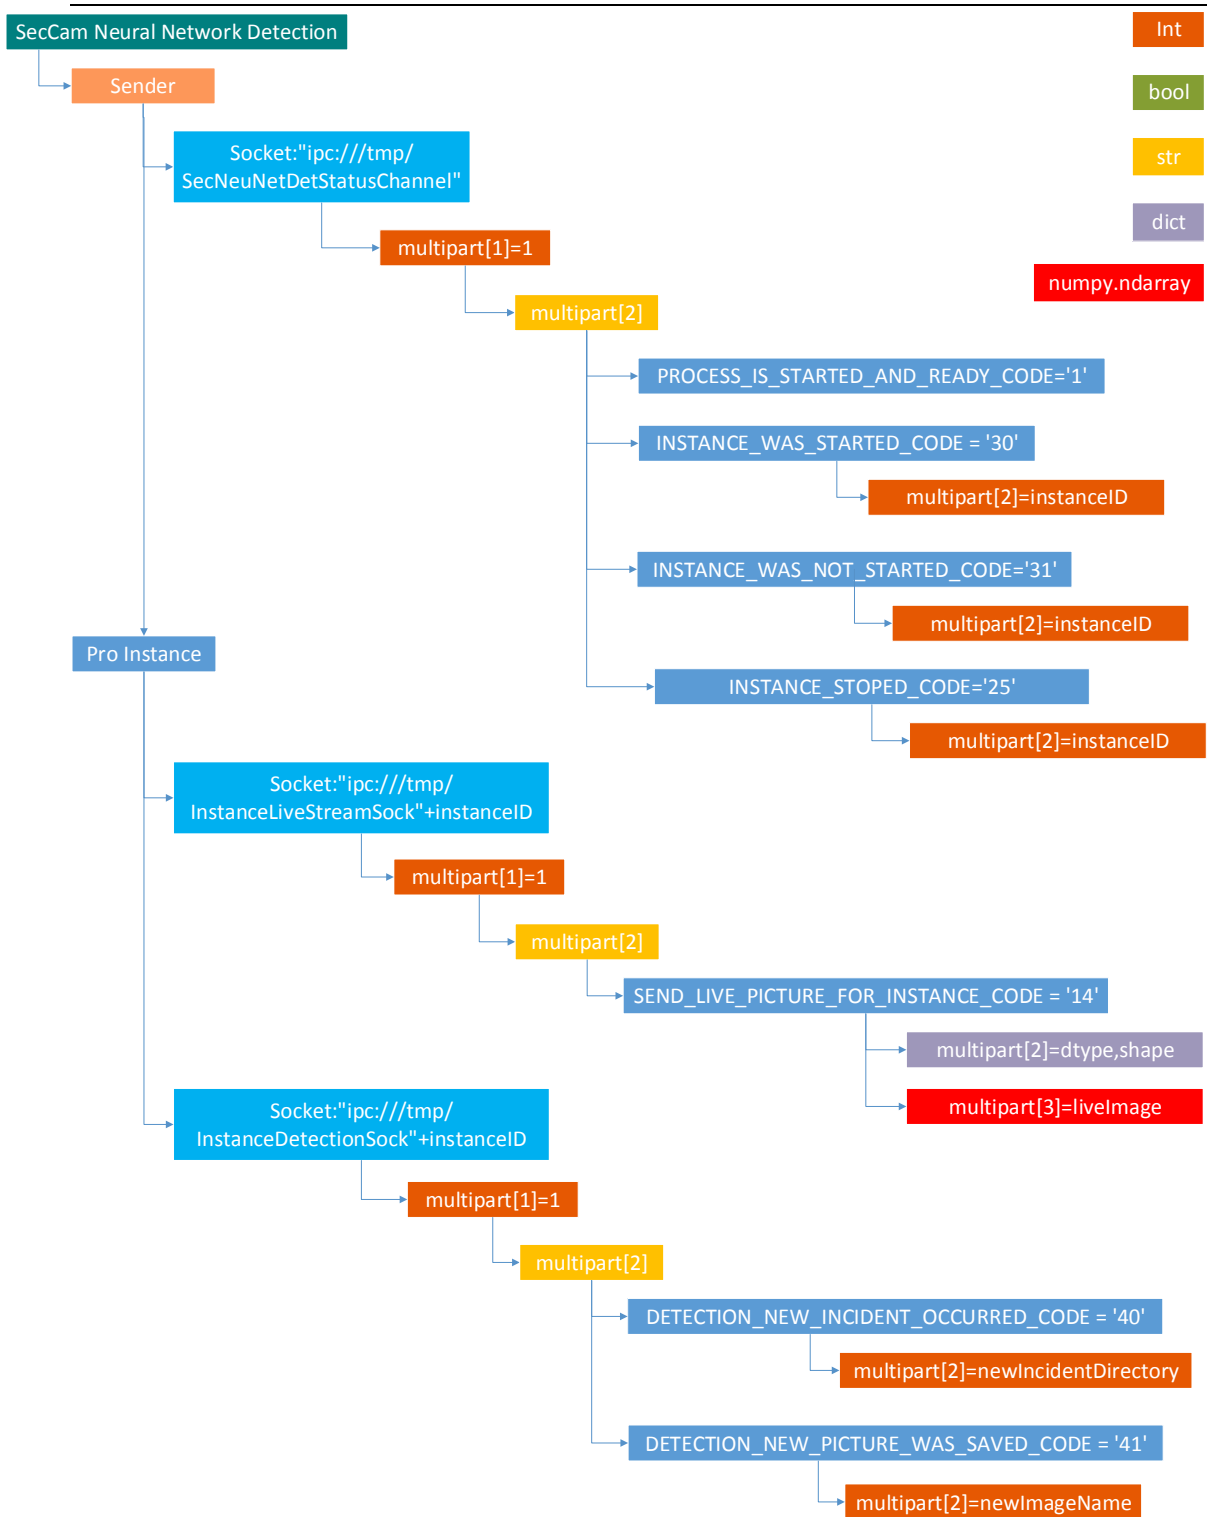 SecCam Neural Network Detection
Int
Sender
bool
Socket:"ipc:///tmp/
SecNeuNetDetStatusChannel"
str
dict
multipart[1]=1
numpy.ndarray
multipart[2]
PROCESS_IS_STARTED_AND_READY_CODE='1'
INSTANCE_WAS_STARTED_CODE = '30'
multipart[2]=instanceID
INSTANCE_WAS_NOT_STARTED_CODE='31'
multipart[2]=instanceID
Pro Instance
INSTANCE_STOPED_CODE='25'
multipart[2]=instanceID
Socket:"ipc:///tmp/
InstanceLiveStreamSock"+instanceID
multipart[1]=1
multipart[2]
SEND_LIVE_PICTURE_FOR_INSTANCE_CODE = '14'
multipart[2]=dtype,shape
multipart[3]=liveImage
Socket:"ipc:///tmp/
InstanceDetectionSock"+instanceID
multipart[1]=1
multipart[2]
DETECTION_NEW_INCIDENT_OCCURRED_CODE = '40'
multipart[2]=newIncidentDirectory
DETECTION_NEW_PICTURE_WAS_SAVED_CODE = '41'
multipart[2]=newImageName